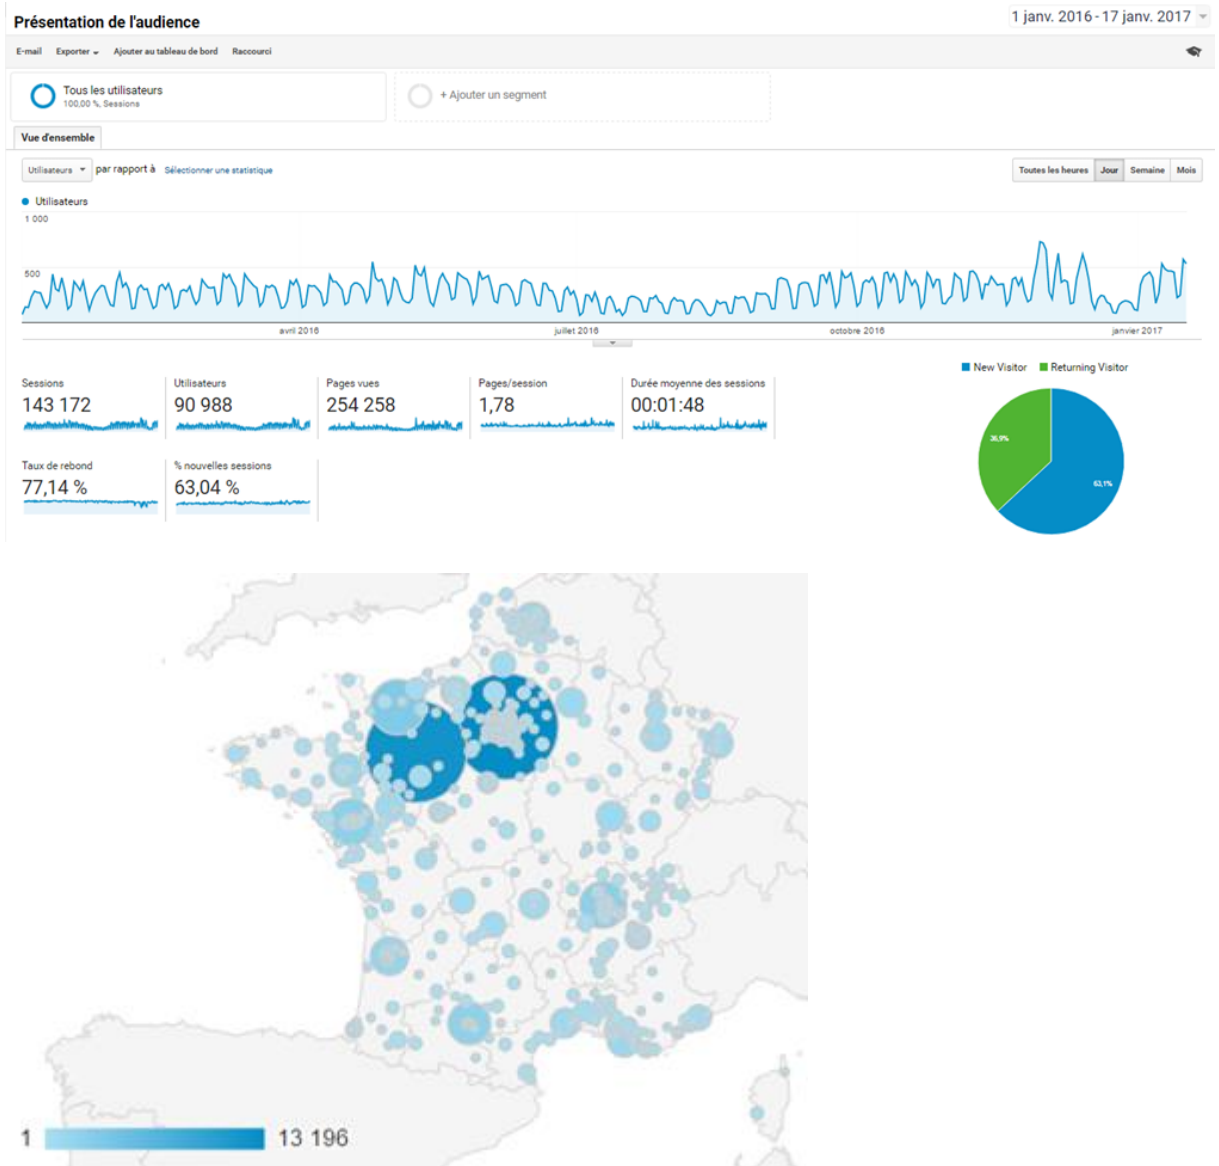 Présentation de l'audience
1 janv. 2016 - 17 janv. 2017
E-mail Exporter Ajouter au tableau de bord Raccourci
Tous les utilisateurs
100,00 %, Sessions
+ Ajouter un segment
Vue d'ensemble
Utilisateurs par rapport à Sélectionner une statistique
Toutes les heures Jour Semaine Mois
Utilisateurs
1 000
500
avril 2016 juillet 2016 octobre 2016 janvier 2017
New Visitor Returning Visitor
Sessions Utilisateurs Pages vues Pages/session Durée moyenne des sessions
143 172 90 988 254 258 1,78 00:01:48
36,9%
63,1%
Taux de rebond % nouvelles sessions
77,14 % 63,04 %
1 13 196